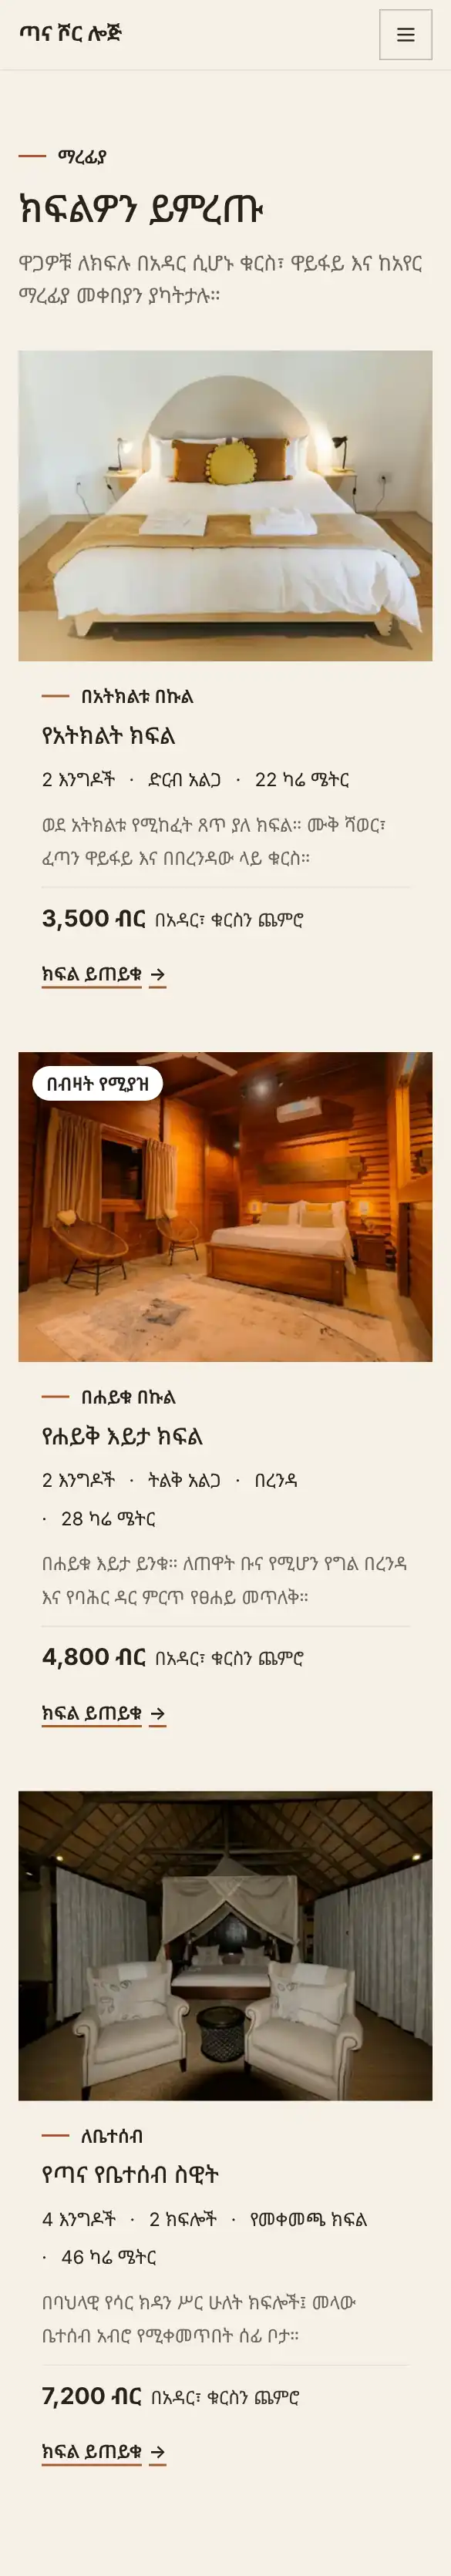 ጣና ሾር ሎጅ
ማረፊያ
ክፍልዎን ይምረጡ
ዋጋዎቹ ለክፍሉ በአዳር ሲሆኑ ቁርስ፣ ዋይፋይ እና ከአየር
ማረፊያ መቀበያን ያካትታሉ።
በአትክልቱ በኩል
የአትክልት ክፍል
2 እንግዶች · ድርብ አልጋ · 22 ካሬ ሜትር
ወደ አትክልቱ የሚከፈት ጸጥ ያለ ክፍል። ሙቅ ሻወር፣
ፈጣን ዋይፋይ እና በበረንዳው ላይ ቁርስ።
3,500 ብር በአዳር፣ ቁርስን ጨምሮ
ክፍል ይጠይቁ →
በብዛት የሚያዝ
በሐይቁ በኩል
የሐይቅ እይታ ክፍል
2 እንግዶች · ትልቅ አልጋ · በረንዳ
· 28 ካሬ ሜትር
በሐይቁ እይታ ይንቁ። ለጠዋት ቡና የሚሆን የግል በረንዳ
እና የባሕር ዳር ምርጥ የፀሐይ መጥለቅ።
4,800 ብር በአዳር፣ ቁርስን ጨምሮ
ክፍል ይጠይቁ →
ለቤተሰብ
የጣና የቤተሰብ ስዊት
4 እንግዶች · 2 ክፍሎች · የመቀመጫ ክፍል
· 46 ካሬ ሜትር
በባህላዊ የሳር ክዳን ሥር ሁለት ክፍሎች፤ መላው
ቤተሰብ አብሮ የሚቀመጥበት ሰፊ ቦታ።
7,200 ብር በአዳር፣ ቁርስን ጨምሮ
ክፍል ይጠይቁ →